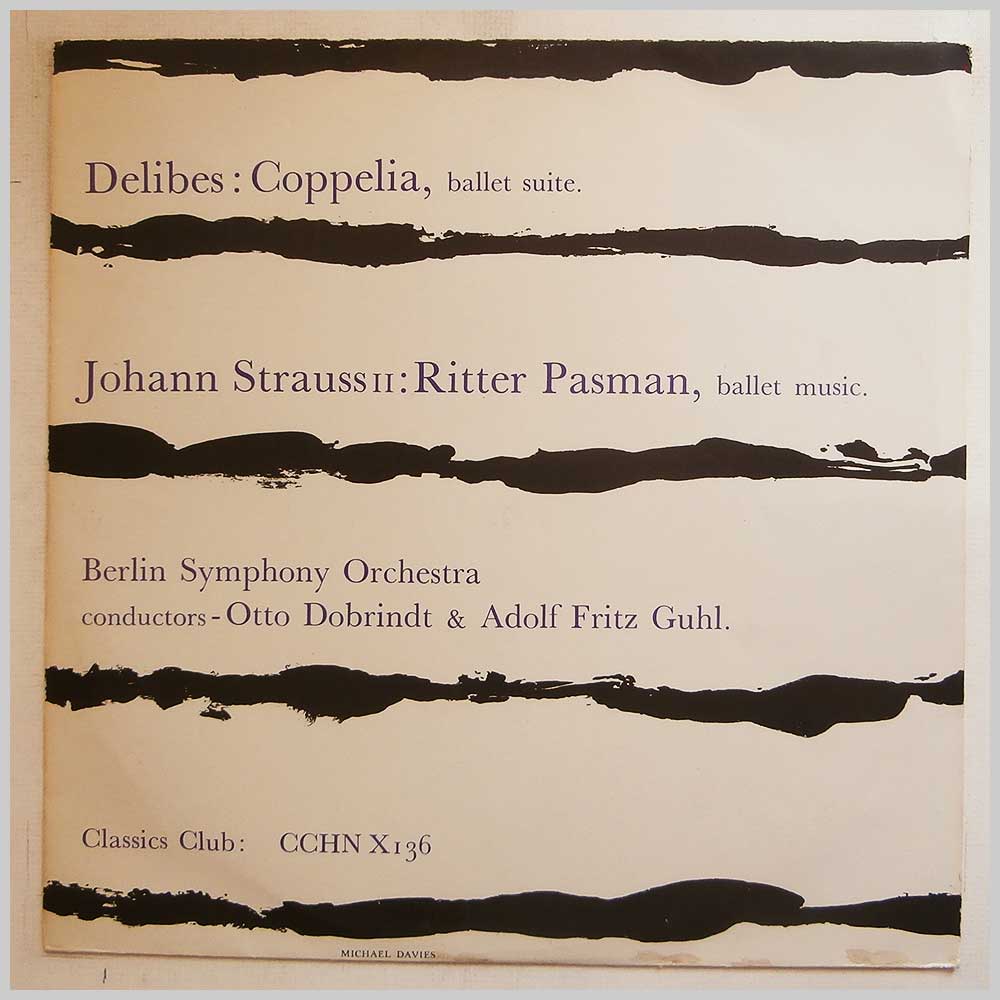 Delibes: Coppelia, ballet suite.
Johann Strauss II: Ritter Pasman, ballet music.
Berlin Symphony Orchestra
conductors - Otto Dobrindt & Adolf Fritz Guhl.
Classics Club: CCHN X136
MICHAEL DAVIES